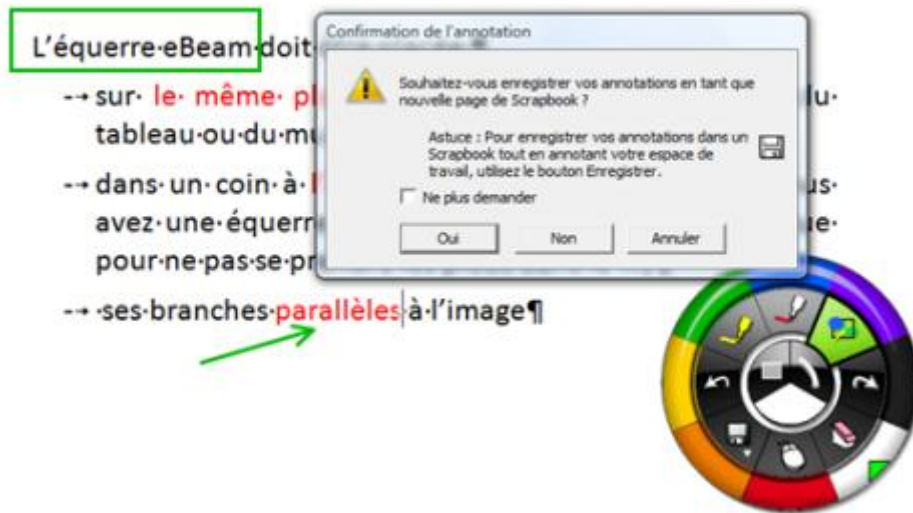 L'équerre eBeam doit
sur le même
tableau ou du
dans un coin à
avez une
pour ne pas se
ses branches parallèles à l'image¶
Confirmation de l'annotation
Souhaitez-vous enregistrer vos annotations en tant que
nouvelle page de Scrapbook ?
Astuce : Pour enregistrer vos annotations dans un
Scrapbook tout en annotant votre espace de
travail, utilisez le bouton Enregistrer.
Ne plus demander
Oui Non Annuler